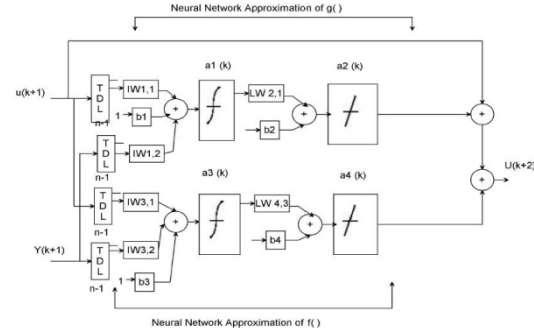 Neural Network Approximation of g( )
a1 (k)
a2 (k)
u(k+1)
T D L
IW1,1
LW 2,1
n-1
1
b1
+
b2
+
+
T D L
IW1,2
n-1
a3 (k)
a4 (k)
U(k+2)
+
T D L
IW3,1
LW 4,3
n-1
+
+
Y(k+1)
T D L
IW3,2
b4
n-1
1
b3
Neural Network Approximation of f( )